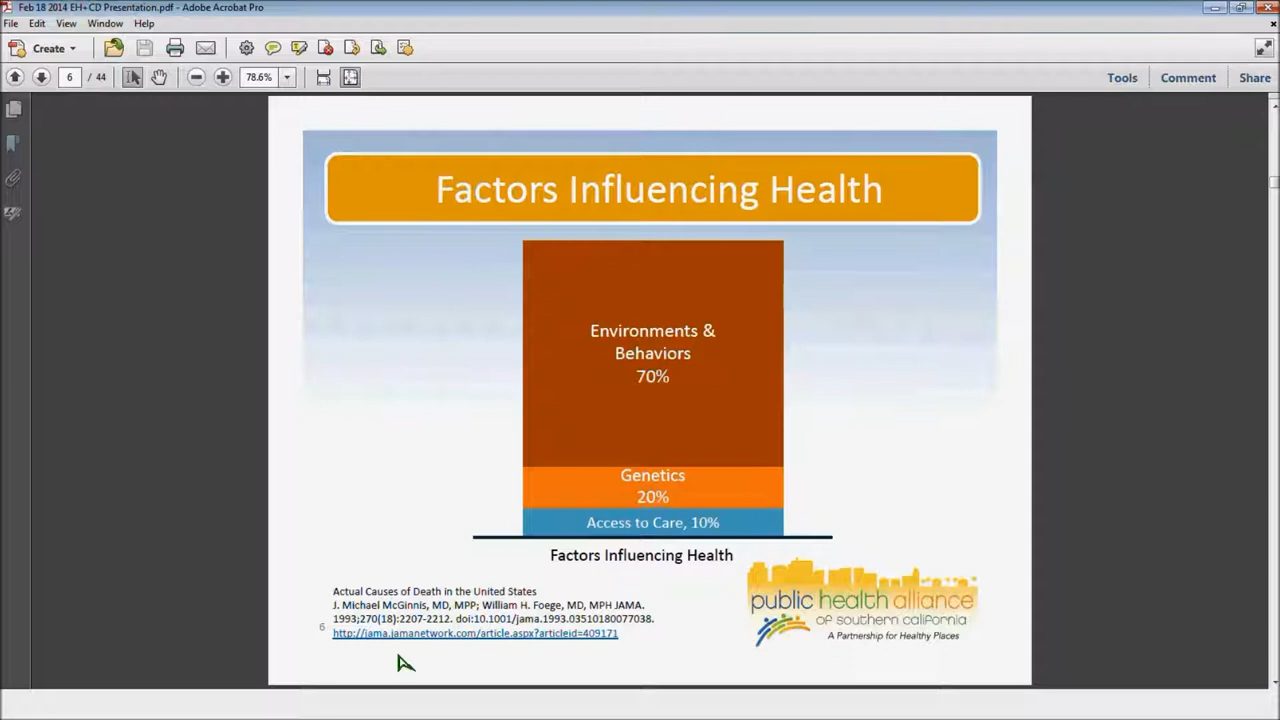 Feb 18 2014 EH+CD Presentation.pdf - Adobe Acrobat Pro
File Edit View Window Help
Create
6 / 44 78.6% Tools Comment Share
Factors Influencing Health
Environments &
Behaviors
70%
Genetics
20%
Access to Care, 10%
Factors Influencing Health
Actual Causes of Death in the United States
J. Michael McGinnis, MD, MPP; William H. Foege, MD, MPH JAMA.
1993;270(18):2207-2212. doi:10.1001/jama.1993.03510180077038.
6 http://jama.jamanetwork.com/article.aspx?articleid=409171
public health alliance
of southern california
A Partnership for Healthy Places